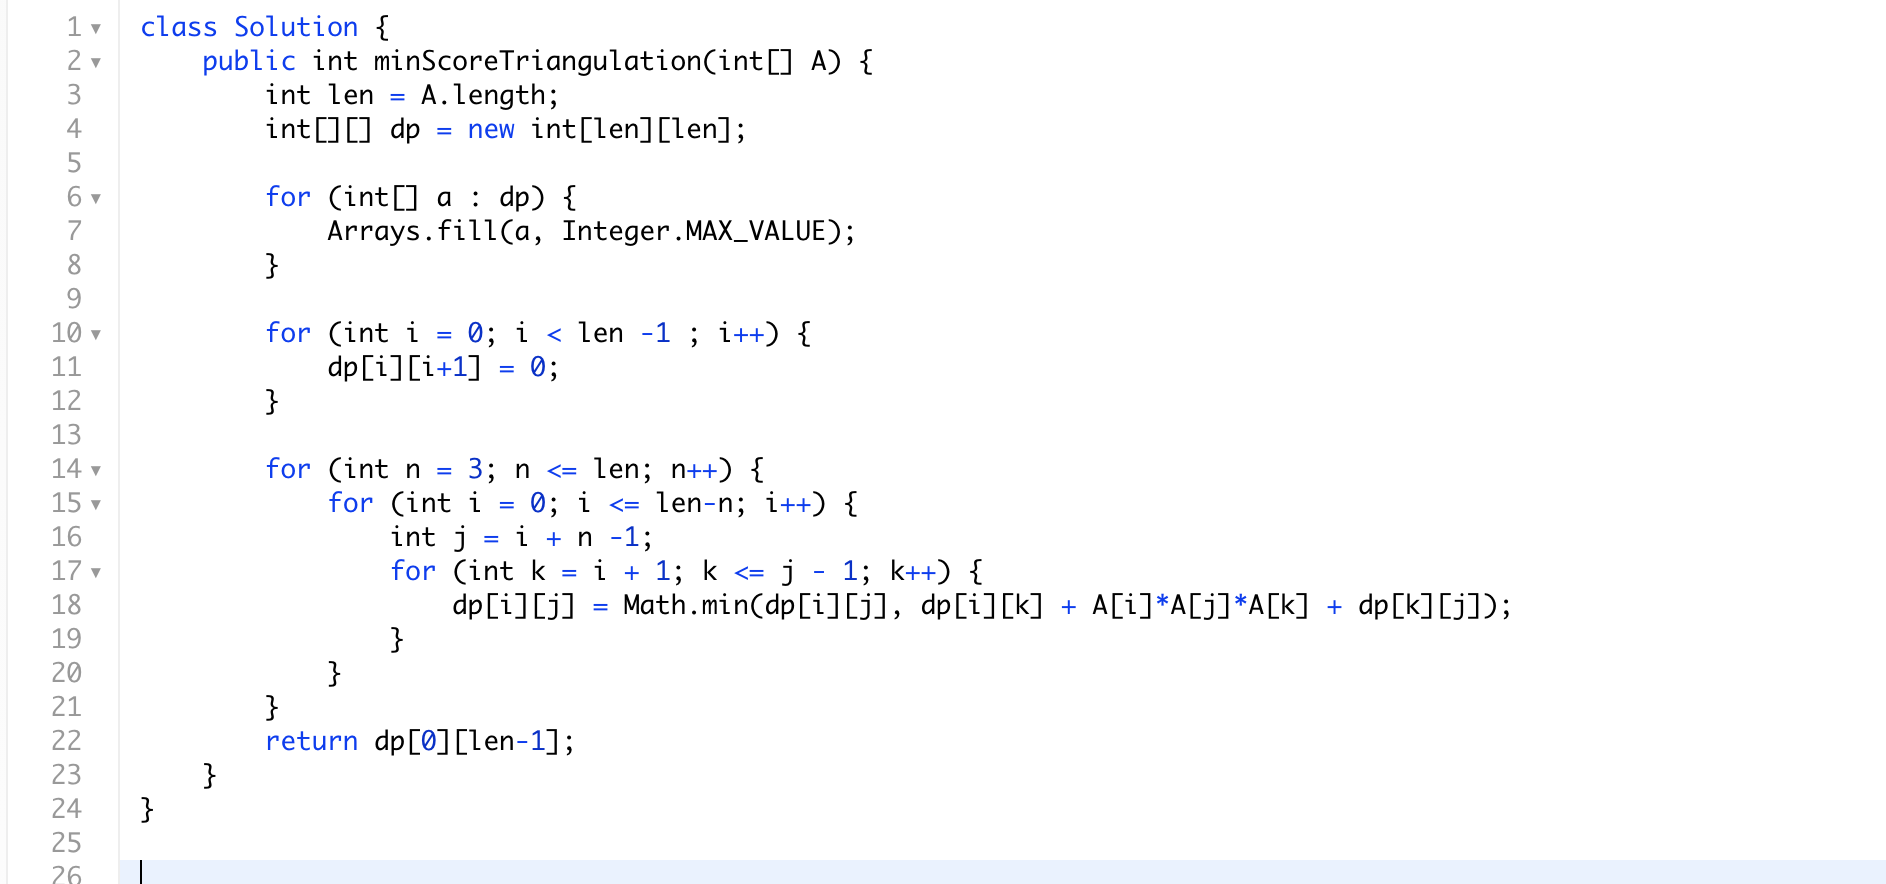 1 class Solution {
2     public int minScoreTriangulation(int[] A) {
3         int len = A.length;
4         int[][] dp = new int[len][len];
5
6         for (int[] a : dp) {
7             Arrays.fill(a, Integer.MAX_VALUE);
8         }
9
10         for (int i = 0; i < len -1 ; i++) {
11             dp[i][i+1] = 0;
12         }
13
14         for (int n = 3; n <= len; n++) {
15             for (int i = 0; i <= len-n; i++) {
16                 int j = i + n -1;
17                 for (int k = i + 1; k <= j - 1; k++) {
18                     dp[i][j] = Math.min(dp[i][j], dp[i][k] + A[i]*A[j]*A[k] + dp[k][j]);
19                 }
20             }
21         }
22         return dp[0][len-1];
23     }
24 }
25
26